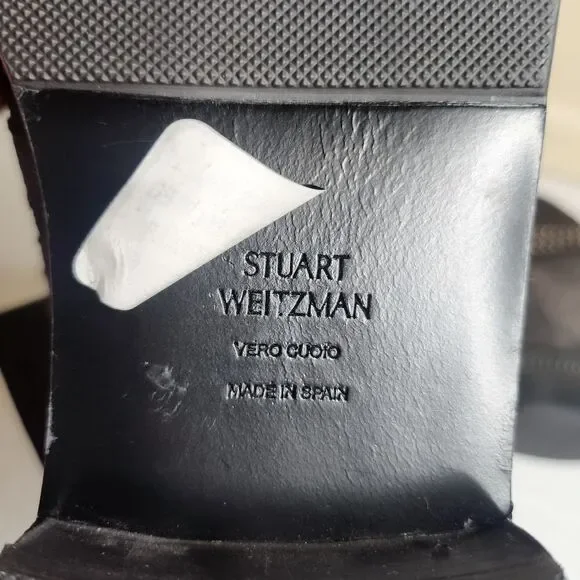 STUART
WEITZMAN
VERO CUOIO
MADE IN SPAIN